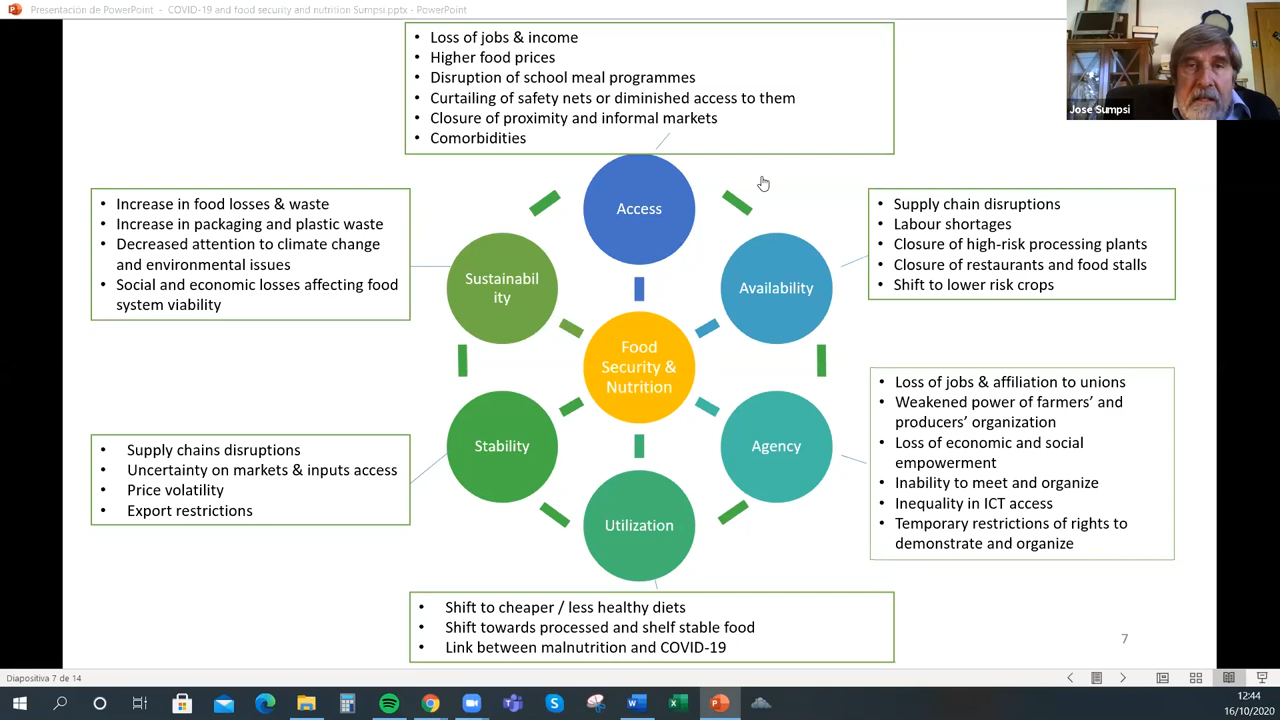 Presentación de PowerPoint - COVID-19 and food security and nutrition Sumpsi.pptx - PowerPoint
• Loss of jobs & income
• Higher food prices
• Disruption of school meal programmes
• Curtailing of safety nets or diminished access to them
• Closure of proximity and informal markets
• Comorbidities
Jose Sumpsi
Access
• Increase in food losses & waste
• Increase in packaging and plastic waste
• Decreased attention to climate change
and environmental issues
• Social and economic losses affecting food
system viability
Sustainabil
ity
Availability
• Supply chain disruptions
• Labour shortages
• Closure of high-risk processing plants
• Closure of restaurants and food stalls
• Shift to lower risk crops
Food
Security &
Nutrition
• Supply chains disruptions
• Uncertainty on markets & inputs access
• Price volatility
• Export restrictions
Stability
Agency
• Loss of jobs & affiliation to unions
• Weakened power of farmers’ and
producers’ organization
• Loss of economic and social
empowerment
• Inability to meet and organize
• Inequality in ICT access
• Temporary restrictions of rights to
demonstrate and organize
Utilization
• Shift to cheaper / less healthy diets
• Shift towards processed and shelf stable food
• Link between malnutrition and COVID-19
7
Diapositiva 7 de 14
12:44
16/10/2020